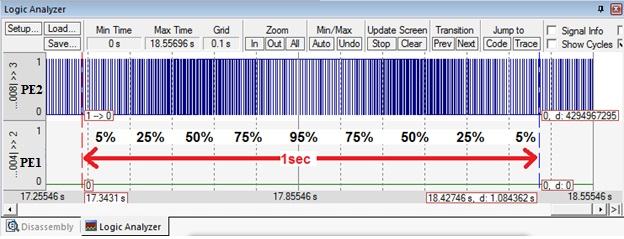 Logic Analyzer
Setup... Load... Min Time Max Time Grid Zoom Min/Max Update Screen Transition Jump to Signal Info
Save... 0 s 18.55696 s 0.1 s In Out All Auto Undo Stop Clear Prev Next Code Trace Show Cycles
...008] >> 3 PE2 1 0 1 --> 0 0, d: 4294967295
...004] >> 2 PE1 1 0 5% 25% 50% 75% 95% 75% 50% 25% 5%
1sec
0 0, d: 0
17.25546 s 17.3431 s 17.85546 s 18.42746 s, d: 1.084362 s 18.55546 s
Disassembly Logic Analyzer